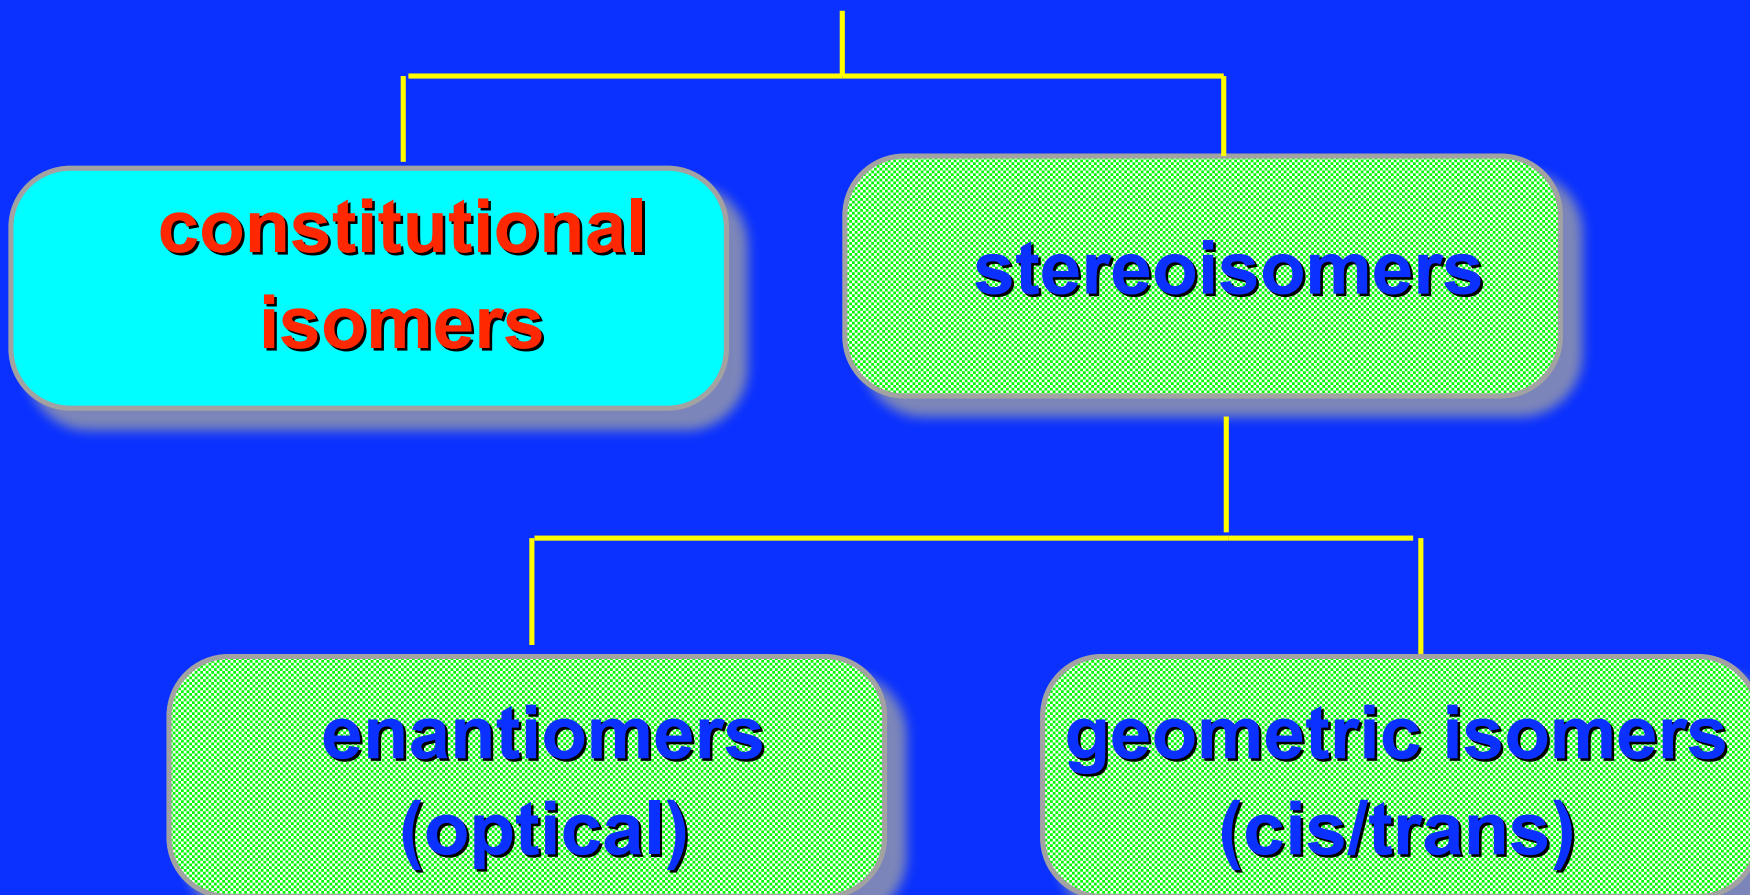 constitutional
isomers
stereoisomers
enantiomers
(optical)
geometric isomers
(cis/trans)